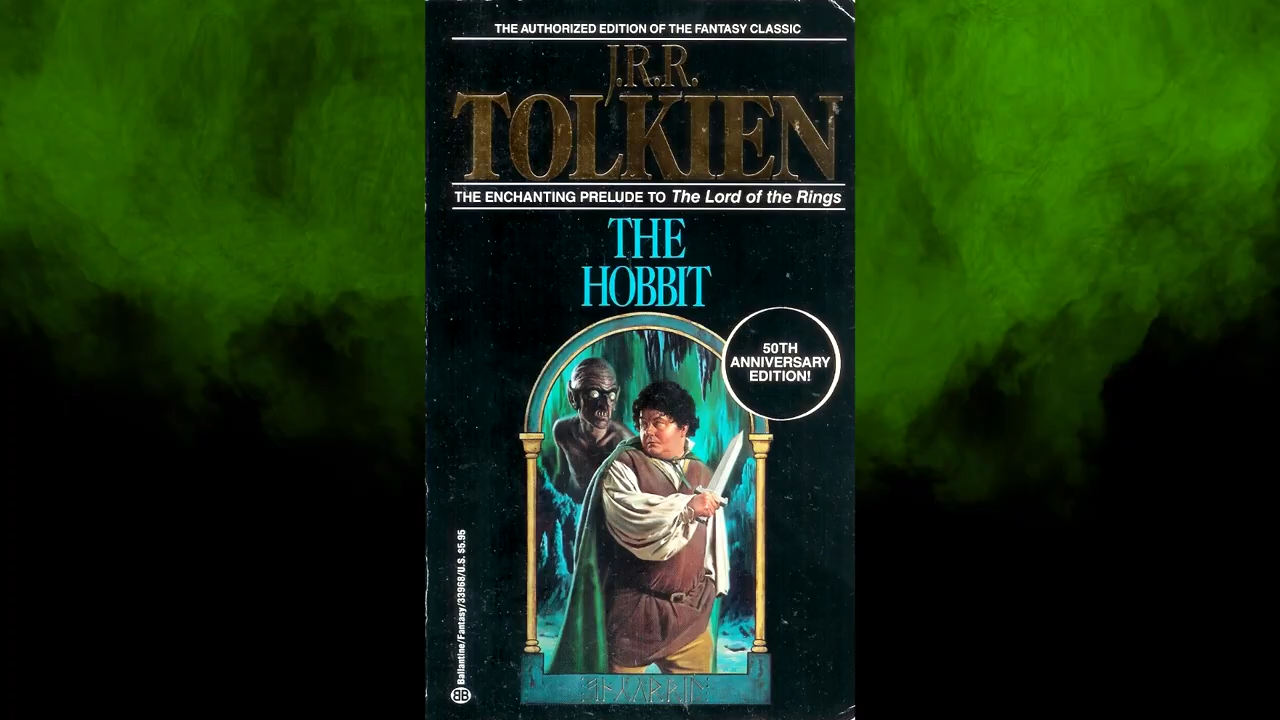 THE AUTHORIZED EDITION OF THE FANTASY CLASSIC
J.R.R.
TOLKIEN
THE ENCHANTING PRELUDE TO The Lord of the Rings
THE
HOBBIT
50TH
ANNIVERSARY
EDITION!
Ballantine/Fantasy/33968/U.S. $5.95
BB